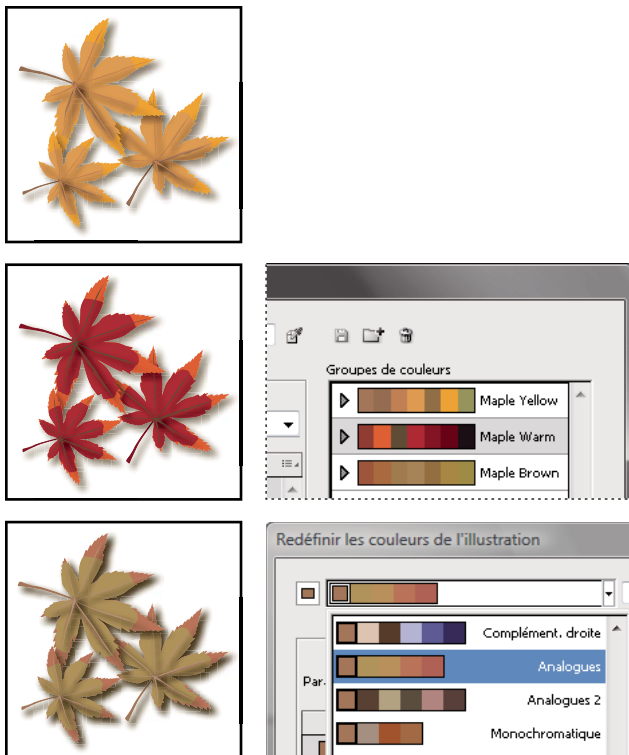 Groupes de couleurs
Maple Yellow
Maple Warm
Maple Brown
Redéfinir les couleurs de l'illustration
Complément. droite
Analogues
Par.
Analogues 2
Monochromatique